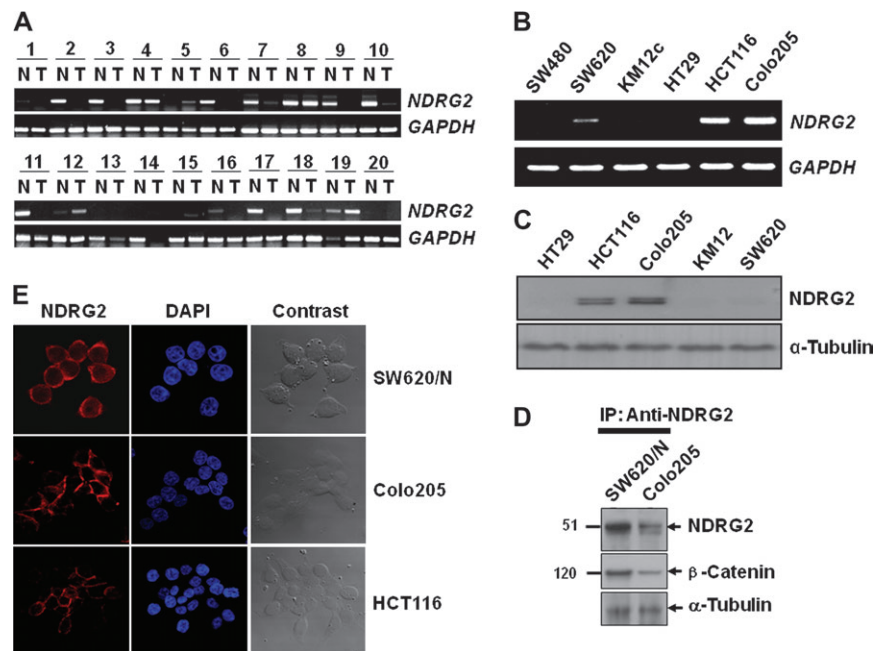 A
1 2 3 4 5 6 7 8 9 10
N T N T N T N T N T N T N T N T N T N T
NDRG2
GAPDH
11 12 13 14 15 16 17 18 19 20
N T N T N T N T N T N T N T N T N T N T
NDRG2
GAPDH
B
SW480 SW620 KM12c HT29 HCT116 Colo205
NDRG2
GAPDH
C
HT29 HCT116 Colo205 KM12 SW620
NDRG2
α-Tubulin
D
IP: Anti-NDRG2
SW620/N Colo205
51 NDRG2
120 β-Catenin
α-Tubulin
E
NDRG2 DAPI Contrast
SW620/N
Colo205
HCT116